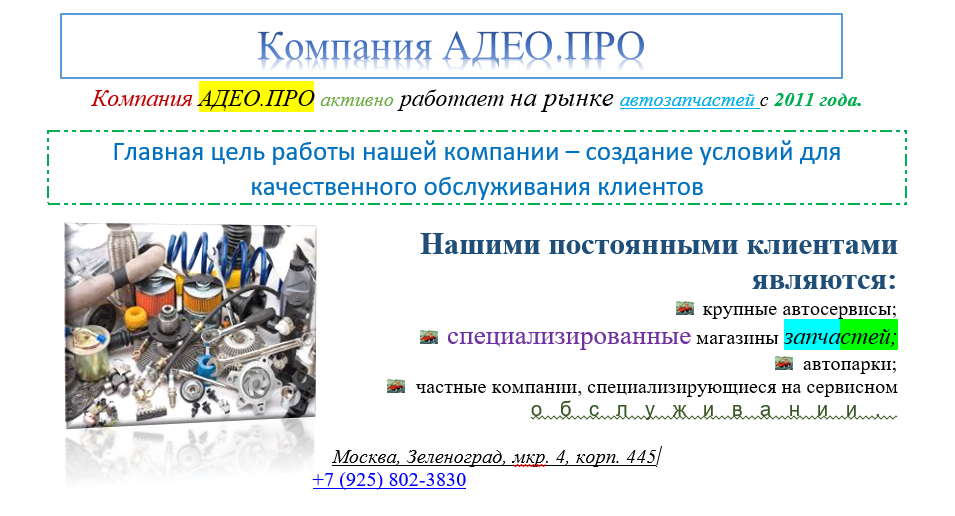 Компания АДЕО.ПРО
Компания АДЕО.ПРО активно работает на рынке автозапчастей с 2011 года.
Главная цель работы нашей компании – создание условий для
качественного обслуживания клиентов
Нашими постоянными клиентами
являются:
крупные автосервисы;
специализированные магазины запчастей;
автопарки;
частные компании, специализирующиеся на сервисном
обслуживании.
Москва, Зеленоград, мкр. 4, корп. 445
+7 (925) 802-3830